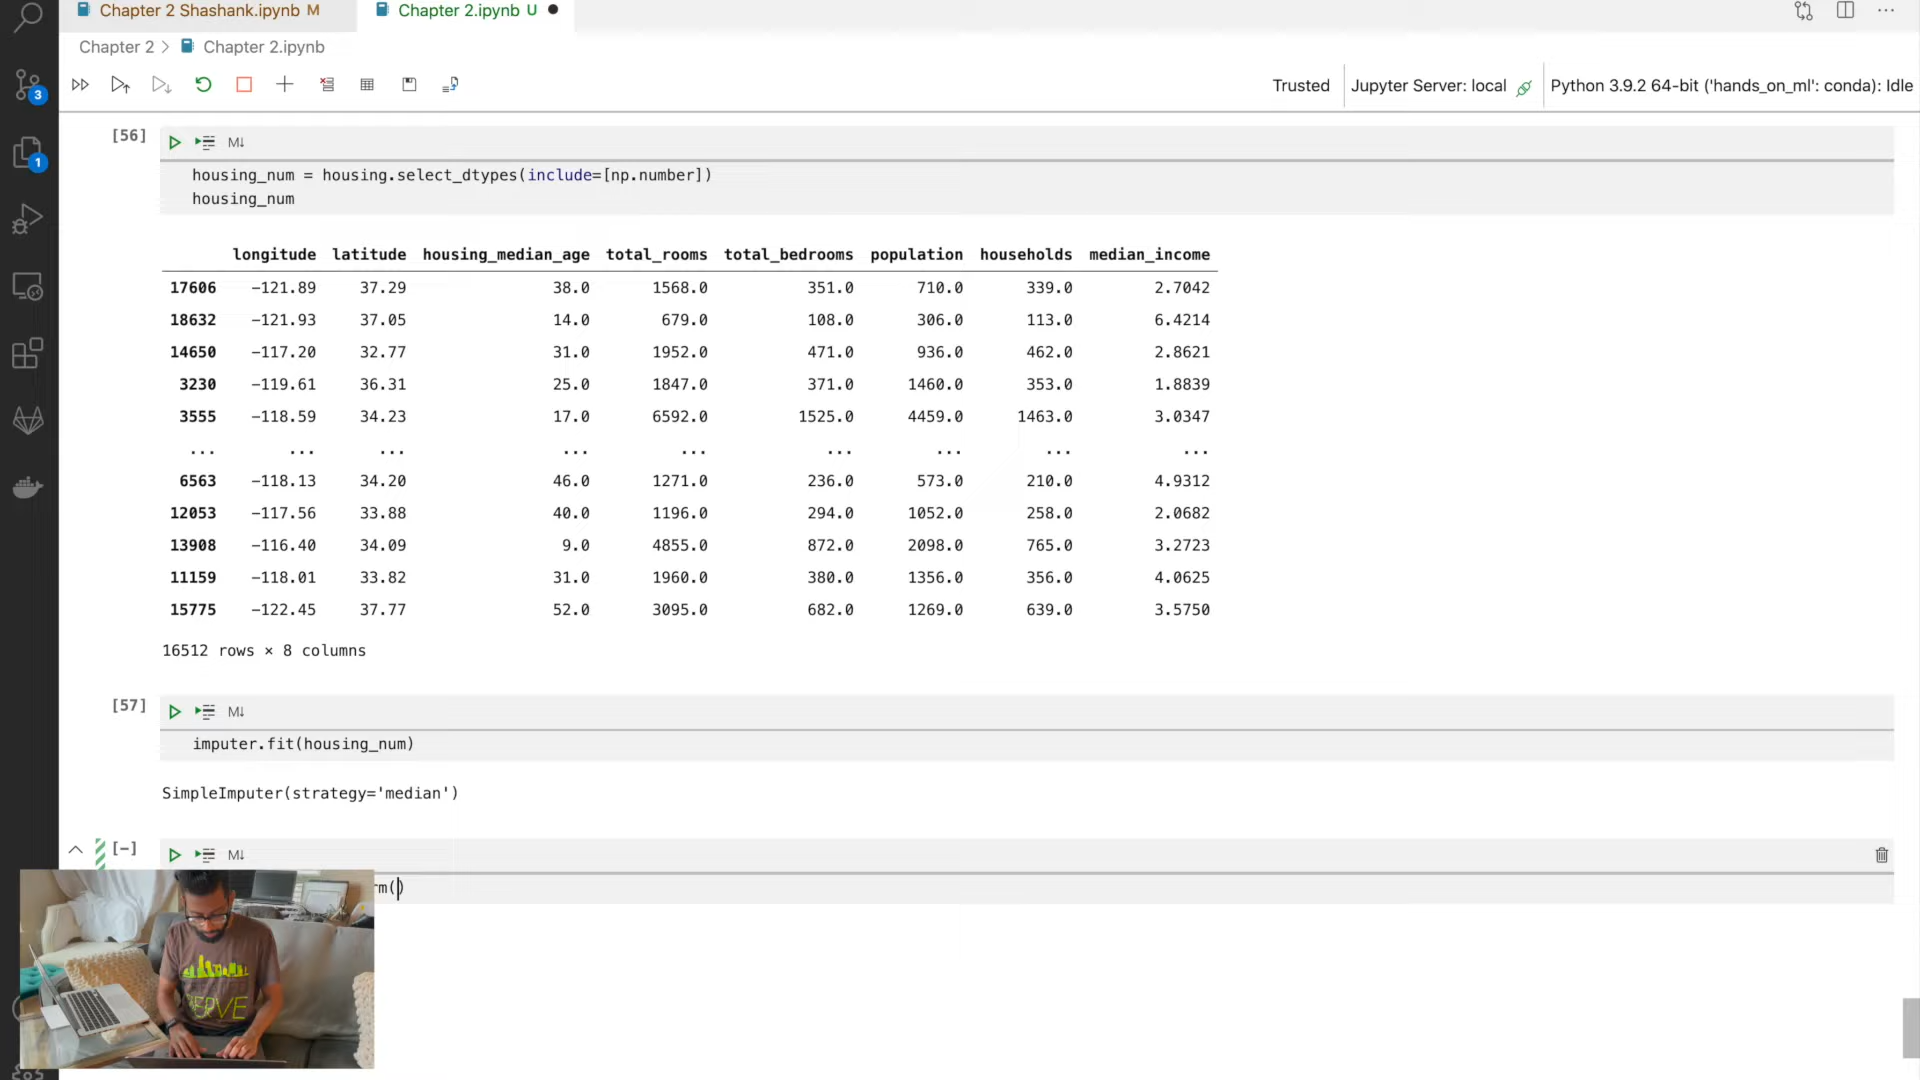 Chapter 2 Shashank.ipynb M
Chapter 2.ipynb U
Chapter 2 > Chapter 2.ipynb
3
Trusted
Jupyter Server: local
Python 3.9.2 64-bit ('hands_on_ml': conda): Idle
1
[56]
M↓
housing_num = housing.select_dtypes(include=[np.number])
housing_num
longitude latitude housing_median_age total_rooms total_bedrooms population households median_income
17606 -121.89 37.29 38.0 1568.0 351.0 710.0 339.0 2.7042
18632 -121.93 37.05 14.0 679.0 108.0 306.0 113.0 6.4214
14650 -117.20 32.77 31.0 1952.0 471.0 936.0 462.0 2.8621
3230 -119.61 36.31 25.0 1847.0 371.0 1460.0 353.0 1.8839
3555 -118.59 34.23 17.0 6592.0 1525.0 4459.0 1463.0 3.0347
... ... ... ... ... ... ... ... ...
6563 -118.13 34.20 46.0 1271.0 236.0 573.0 210.0 4.9312
12053 -117.56 33.88 40.0 1196.0 294.0 1052.0 258.0 2.0682
13908 -116.40 34.09 9.0 4855.0 872.0 2098.0 765.0 3.2723
11159 -118.01 33.82 31.0 1960.0 380.0 1356.0 356.0 4.0625
15775 -122.45 37.77 52.0 3095.0 682.0 1269.0 639.0 3.5750
16512 rows × 8 columns
[57]
M↓
imputer.fit(housing_num)
SimpleImputer(strategy='median')
[-]
M↓
rm()